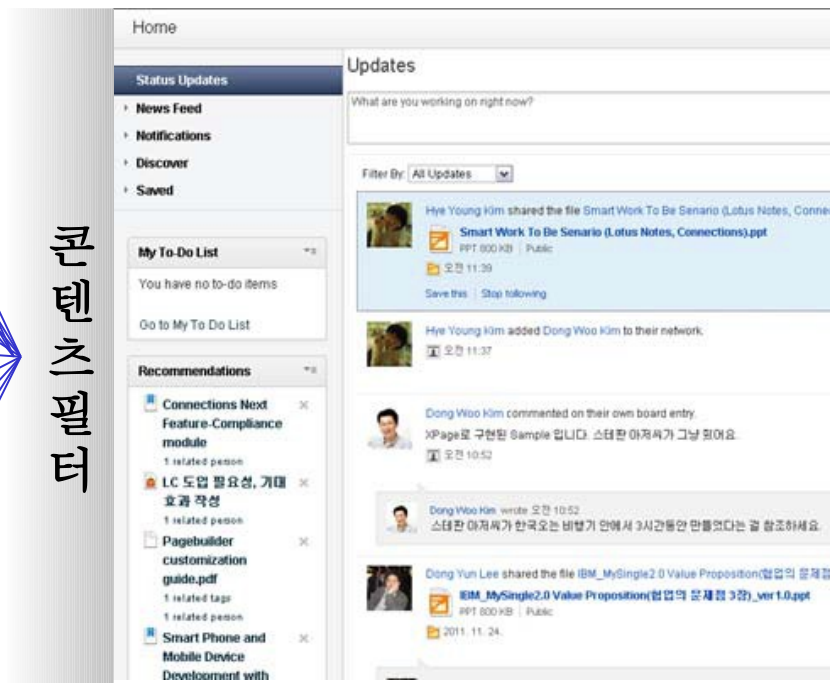 콘텐츠필터
Home
Status Updates
News Feed
Notifications
Discover
Saved
My To-Do List
You have no to-do items
Go to My To Do List
Recommendations
Connections Next
Feature-Compliance
module
1 related person
LC 도입 필요성, 기대
효과 작성
1 related person
Pagebuilder
customization
guide.pdf
1 related tags
1 related person
Smart Phone and
Mobile Device
Development with
Updates
What are you working on right now?
Filter By: All Updates
Hye Young Kim shared the file Smart Work To Be Senario (Lotus Notes, Connec
Smart Work To Be Senario (Lotus Notes, Connections).ppt
PPT 800 KB | Public
오전 11:39
Save this | Stop following
Hye Young Kim added Dong Woo Kim to their network.
오전 11:37
Dong Woo Kim commented on their own board entry.
XPage로 구현된 Sample 입니다. 스테판 아저씨가 그냥 줬어요.
오전 10:52
Dong Woo Kim wrote 오전 10:52
스테판 아저씨가 한국오는 비행기 안에서 3시간동안 만들었다는 걸 참조하세요.
Dong Yun Lee shared the file IBM_MySingle2.0 Value Proposition(협업의 문제점
IBM_MySingle2.0 Value Proposition(협업의 문제점 3장)_ver1.0.ppt
PPT 800 KB | Public
2011. 11. 24.